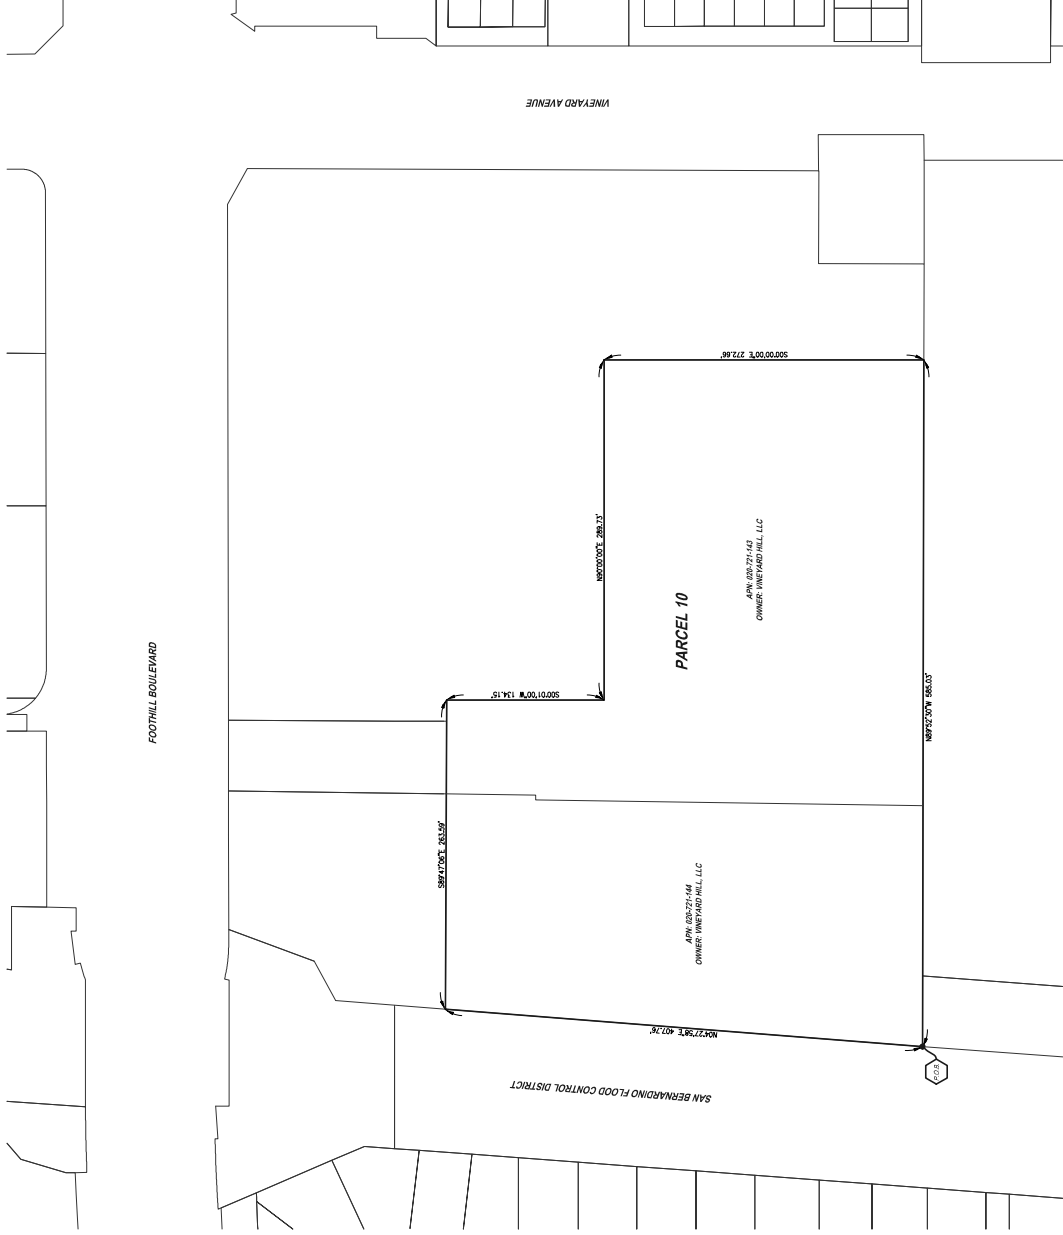 VINEYARD AVENUE
S00°00'00"E 272.66'
N90°00'00"E 289.73'
APN: 020-721-143
OWNER: VINEYARD HILL, LLC
PARCEL 10
FOOTHILL BOULEVARD
S00°01'00"W 134.15'
N89°52'30"W 585.03'
S89°47'06"E 263.59'
APN: 020-721-144
OWNER: VINEYARD HILL, LLC
N04°27'58"E 407.76'
P.O.B.
SAN BERNARDINO FLOOD CONTROL DISTRICT